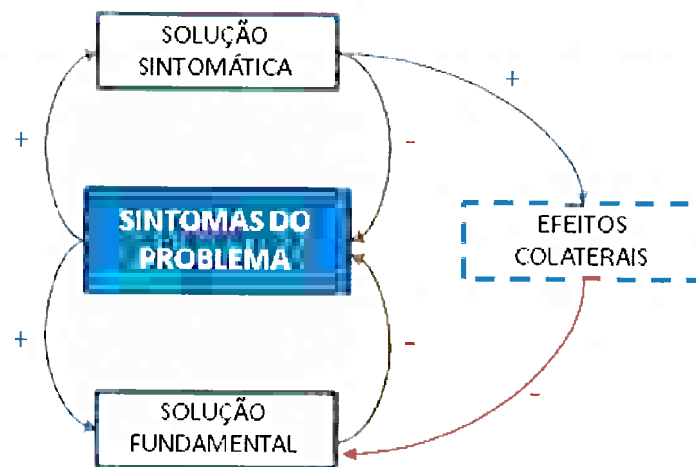 SOLUÇÃO
SINTOMÁTICA
+
+
-
SINTOMAS DO
PROBLEMA
EFEITOS
COLATERAIS
+
-
-
SOLUÇÃO
FUNDAMENTAL